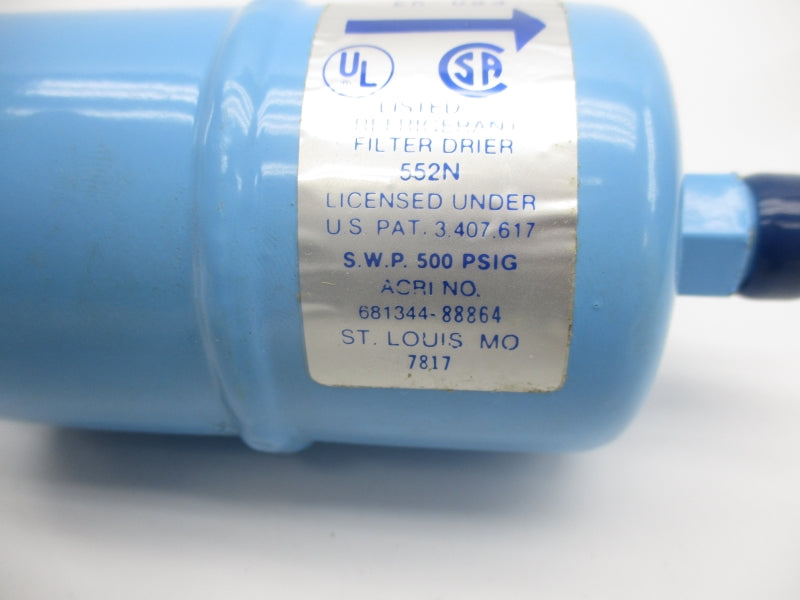 UL
SA
LISTED
REFRIGERANT
FILTER DRIER
552N
LICENSED UNDER
U.S. PAT. 3.407.617
S.W.P. 500 PSIG
ACRI NO.
681344-88864
ST. LOUIS MO
7817